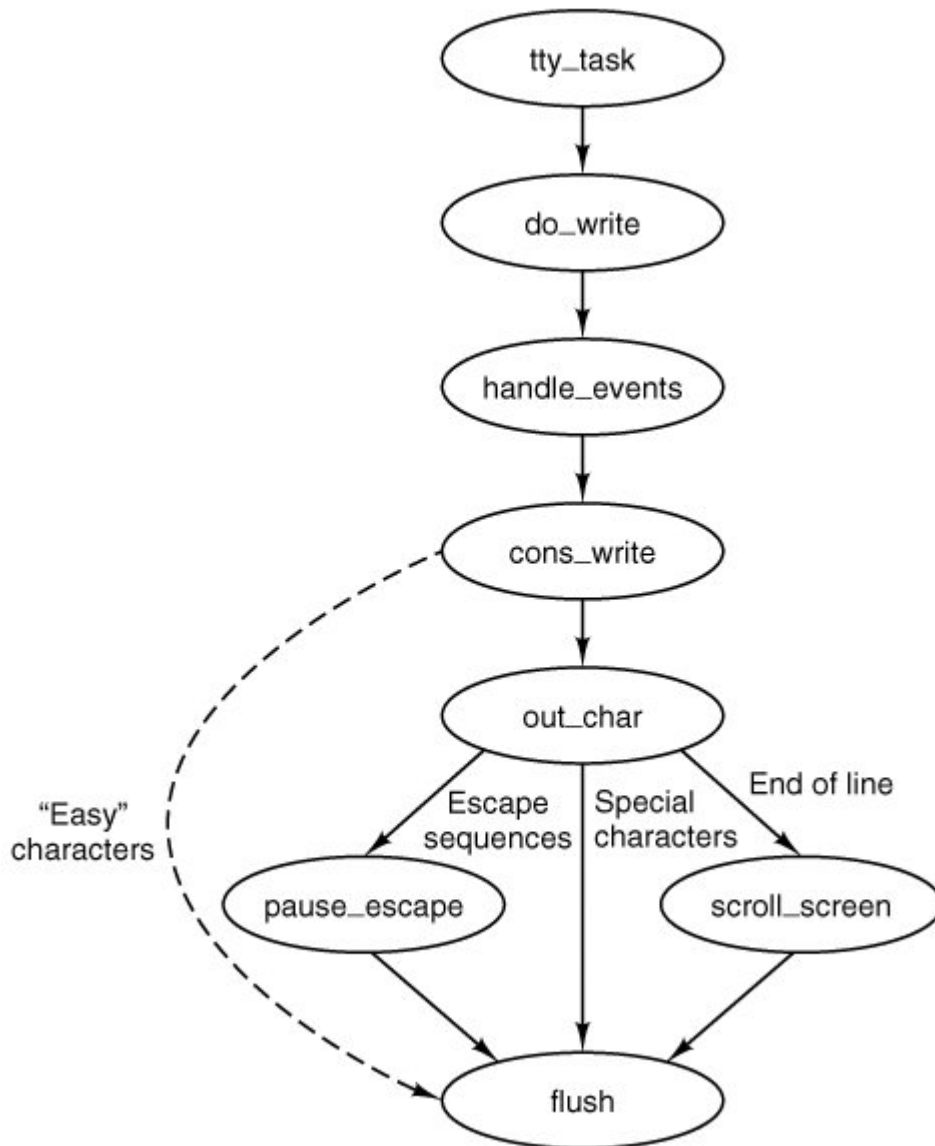 tty_task
do_write
handle_events
cons_write
out_char
End of line
Escape
sequences
Special
characters
“Easy”
characters
pause_escape
scroll_screen
flush